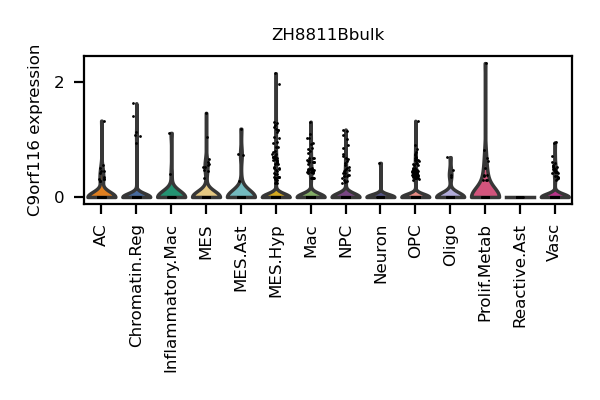 ZH8811Bbulk
C9orf116 expression
2
0
AC
Chromatin.Reg
Inflammatory.Mac
MES
MES.Ast
MES.Hyp
Mac
NPC
Neuron
OPC
Oligo
Prolif.Metab
Reactive.Ast
Vasc